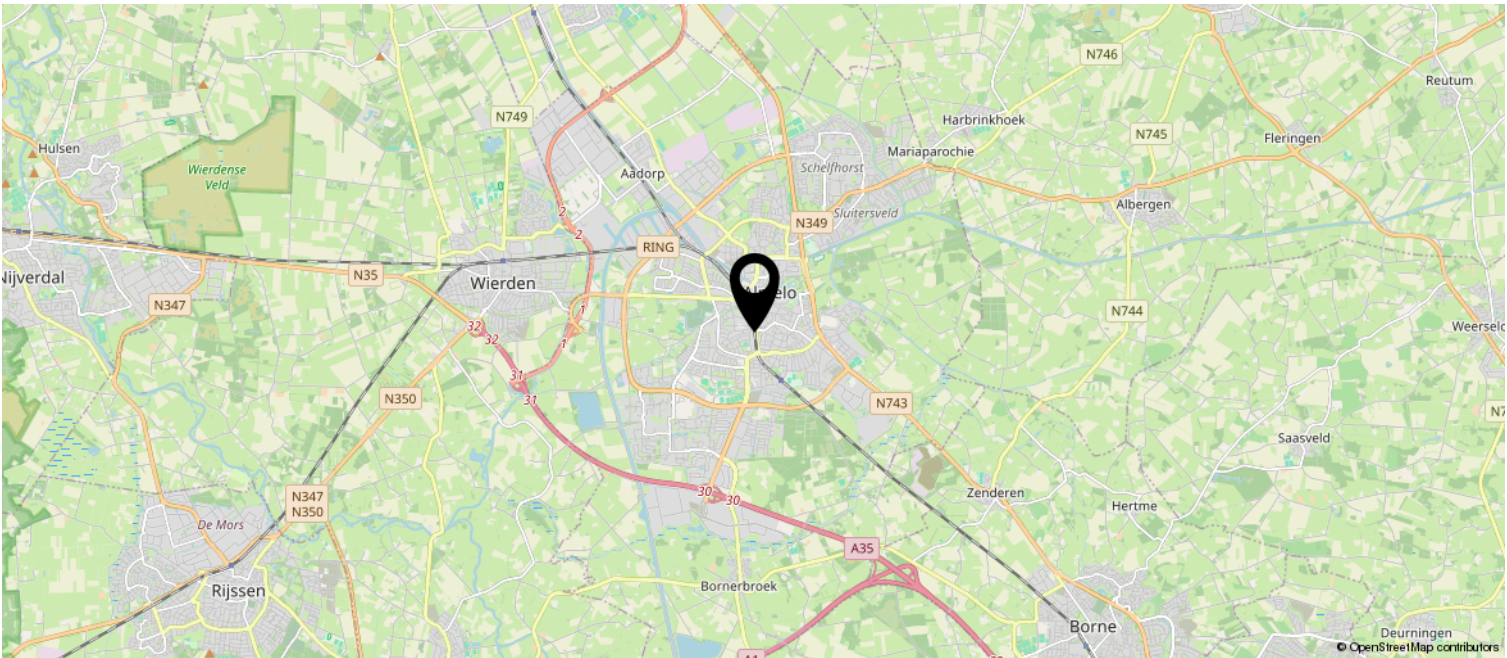 N746
Reutum
N749
Harbrinkhoek
N745
Fleringen
Hulsen
Mariaparochie
Wierdense
Veld
Schelfhorst
Aadorp
Albergen
2
Sluitersveld
N349
2
RING
N35
Nijverdal
Wierden
N347
1
N744
32
32
1
Weerselo
31
31
N350
N743
Saasveld
30
30
Zenderen
N347
N350
Hertme
De Mors
A35
Bornerbroek
Rijssen
Borne
Deurningen
© OpenStreetMap contributors